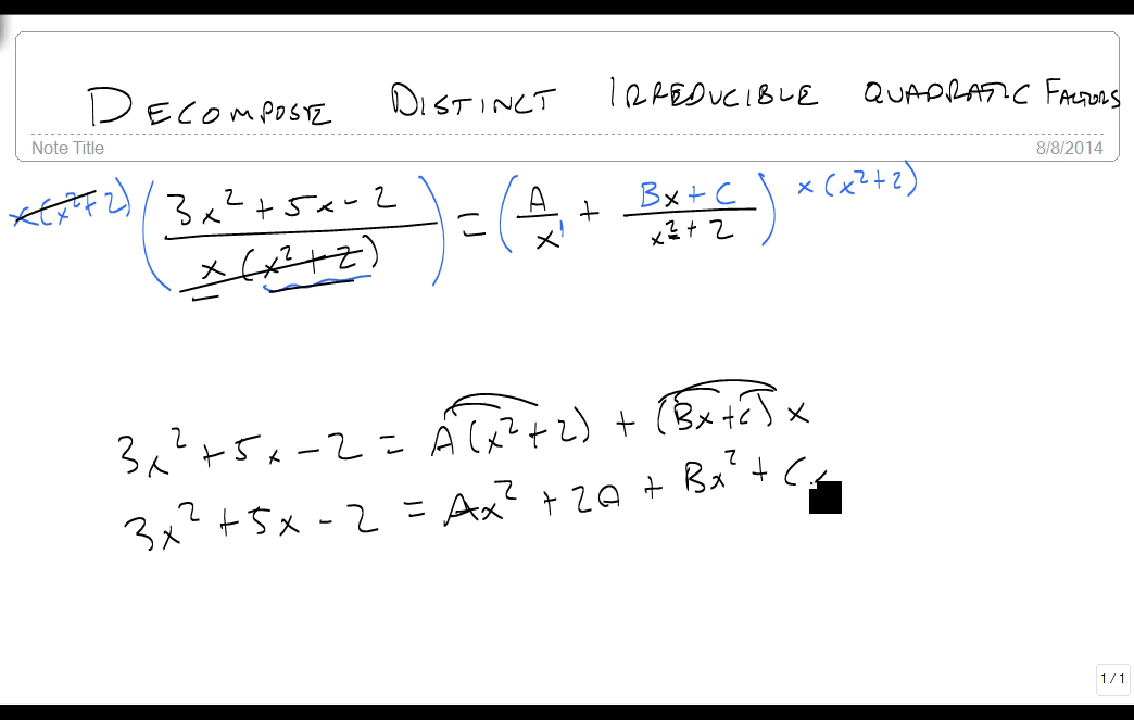 DECOMPOSE DISTINCT IRREDUCIBLE QUADRATIC FACTORS
Note Title 8/8/2014
x(x²+2) ( 3x²+5x-2 / x(x²+2) ) = ( A/x¹ + Bx+C / x²+2 ) x(x²+2)
3x²+5x-2 = A(x²+2) + (Bx+C)x
3x²+5x-2 = Ax² + 2A + Bx² + C
1/1